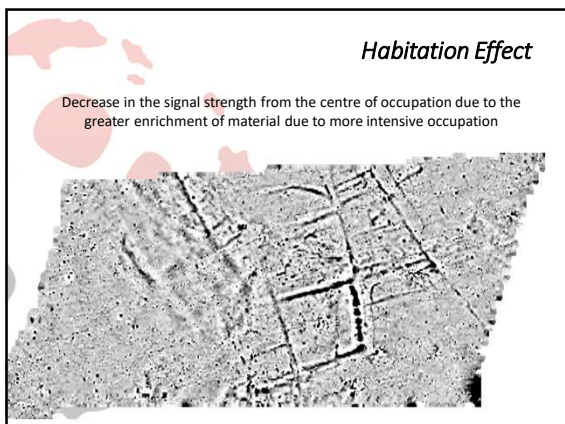 Habitation Effect
Decrease in the signal strength from the centre of occupation due to the
greater enrichment of material due to more intensive occupation